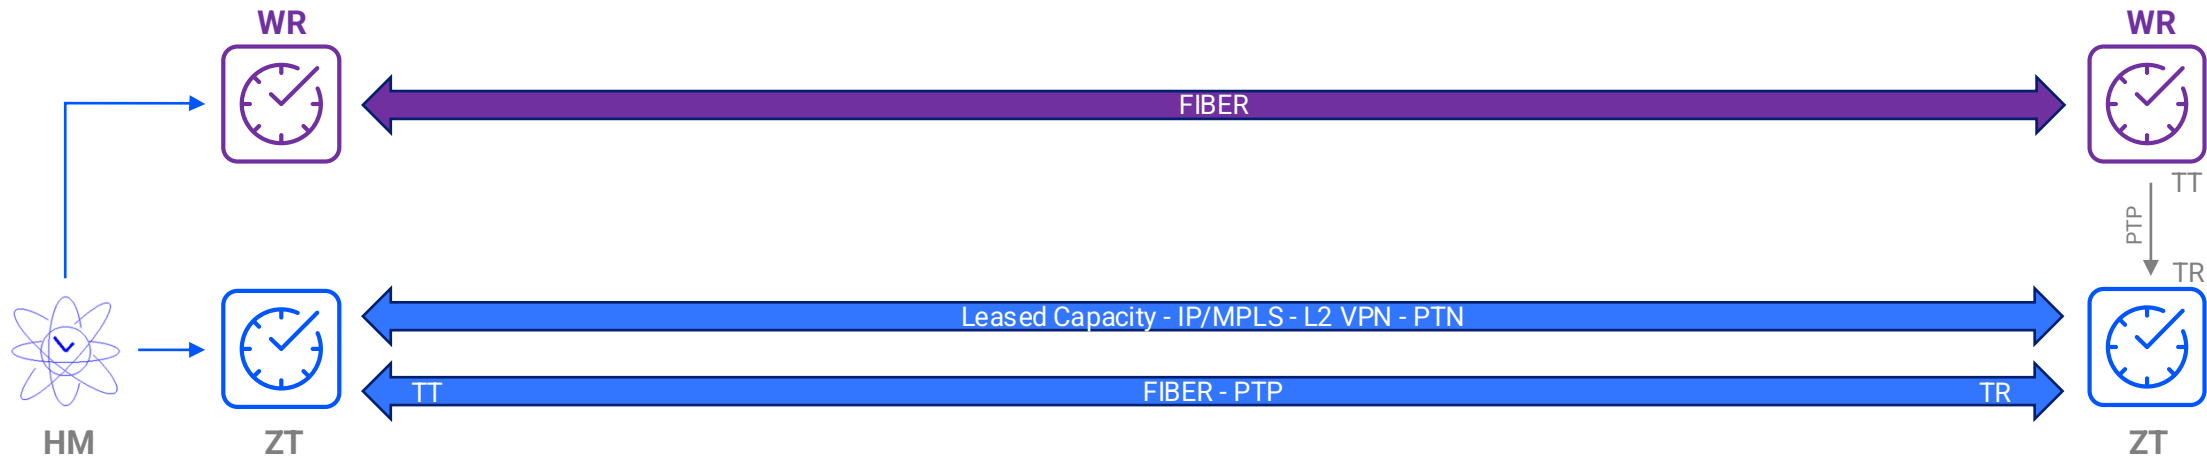 WR
WR
FIBER
TT
PTP
TR
Leased Capacity - IP/MPLS - L2 VPN - PTN
TT
FIBER - PTP
TR
HM
ZT
ZT